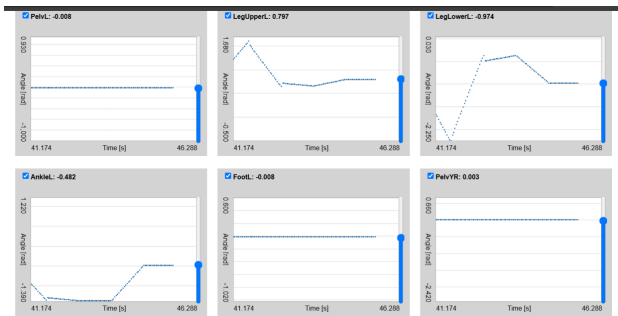 PelvL: -0.008
0.930
Angle [rad]
-1.000
41.174 Time [s] 46.288
LegUpperL: 0.797
1.680
Angle [rad]
-0.500
41.174 Time [s] 46.288
LegLowerL: -0.974
0.030
Angle [rad]
-2.250
41.174 Time [s] 46.288
AnkleL: -0.482
1.220
Angle [rad]
-1.390
41.174 Time [s] 46.288
FootL: -0.008
0.600
Angle [rad]
-1.020
41.174 Time [s] 46.288
PelvYR: 0.003
0.660
Angle [rad]
-2.420
41.174 Time [s] 46.288